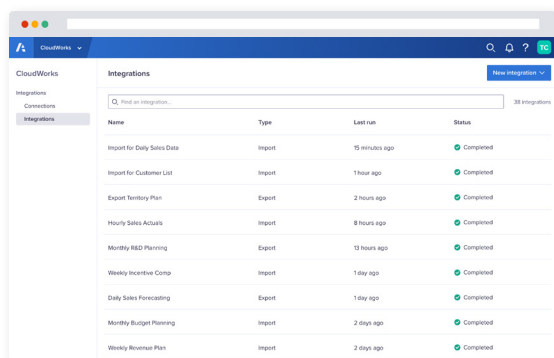 CloudWorks
TC
CloudWorks
Integrations
Connections
Integrations
Integrations
New integration
Find an integration...
38 integrations
Name Type Last run Status
Import for Daily Sales Data Import 15 minutes ago Completed
Import for Customer List Import 1 hour ago Completed
Export Territory Plan Export 2 hours ago Completed
Hourly Sales Actuals Import 8 hours ago Completed
Monthly R&D Planning Export 13 hours ago Completed
Weekly Incentive Comp Import 1 day ago Completed
Daily Sales Forecasting Export 1 day ago Completed
Monthly Budget Planning Import 2 days ago Completed
Weekly Revenue Plan Import 2 days ago Completed